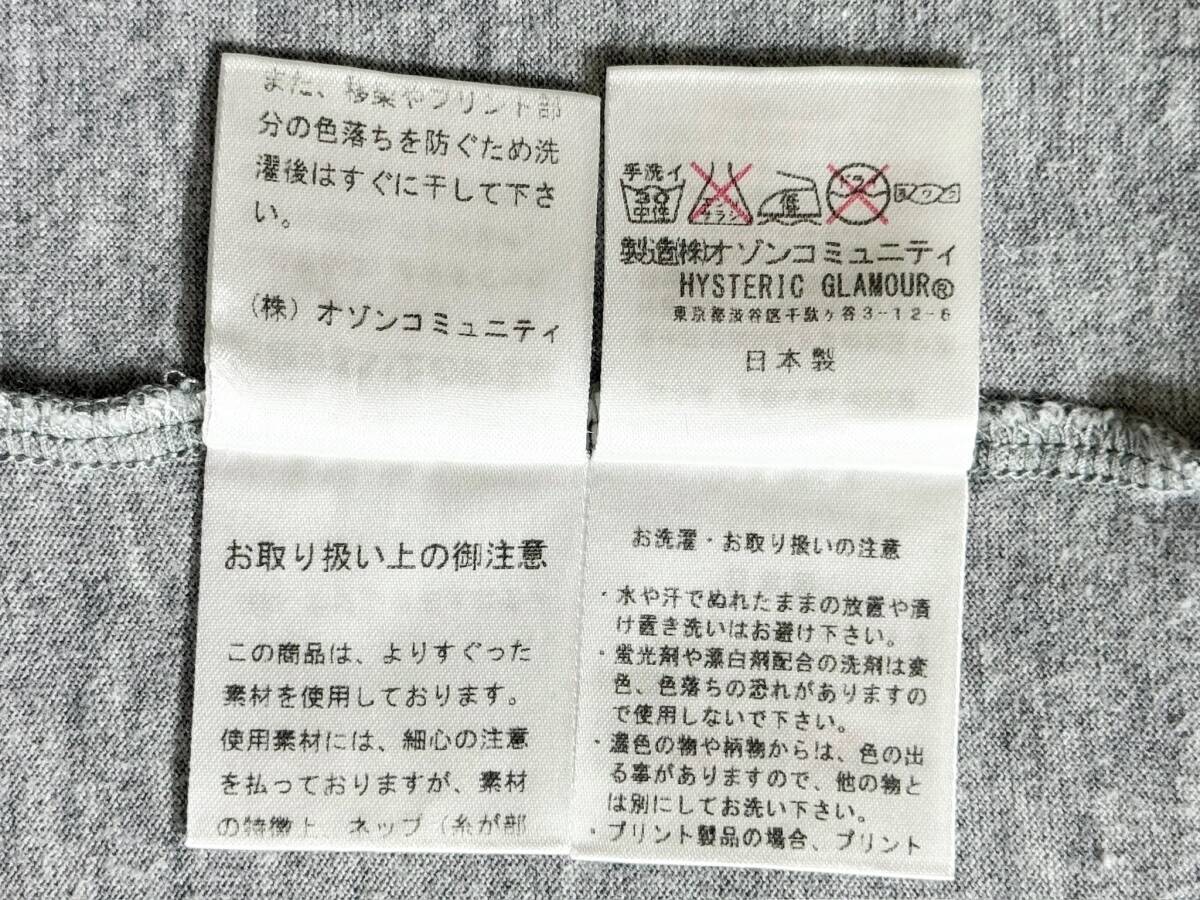 また、移染やプリント部
分の色落ちを防ぐため洗
濯後はすぐに干して下さ
い。
（株）オゾンコミュニティ
お取り扱い上の御注意
この商品は、よりすぐった
素材を使用しております。
使用素材には、細心の注意
を払っておりますが、素材
の特徴上、ネップ（糸が部
手洗イ
30
中性
エンソ
サラシ
低
ドライ
製造(株)オゾンコミュニティ
HYSTERIC GLAMOUR®
東京都渋谷区千駄ヶ谷3-12-6
日本製
お洗濯・お取り扱いの注意
・水や汗でぬれたままの放置や漬
け置き洗いはお避け下さい。
・蛍光剤や漂白剤配合の洗剤は変
色、色落ちの恐れがありますの
で使用しないで下さい。
・濃色の物や柄物からは、色の出
る事がありますので、他の物と
は別にしてお洗い下さい。
・プリント製品の場合、プリント